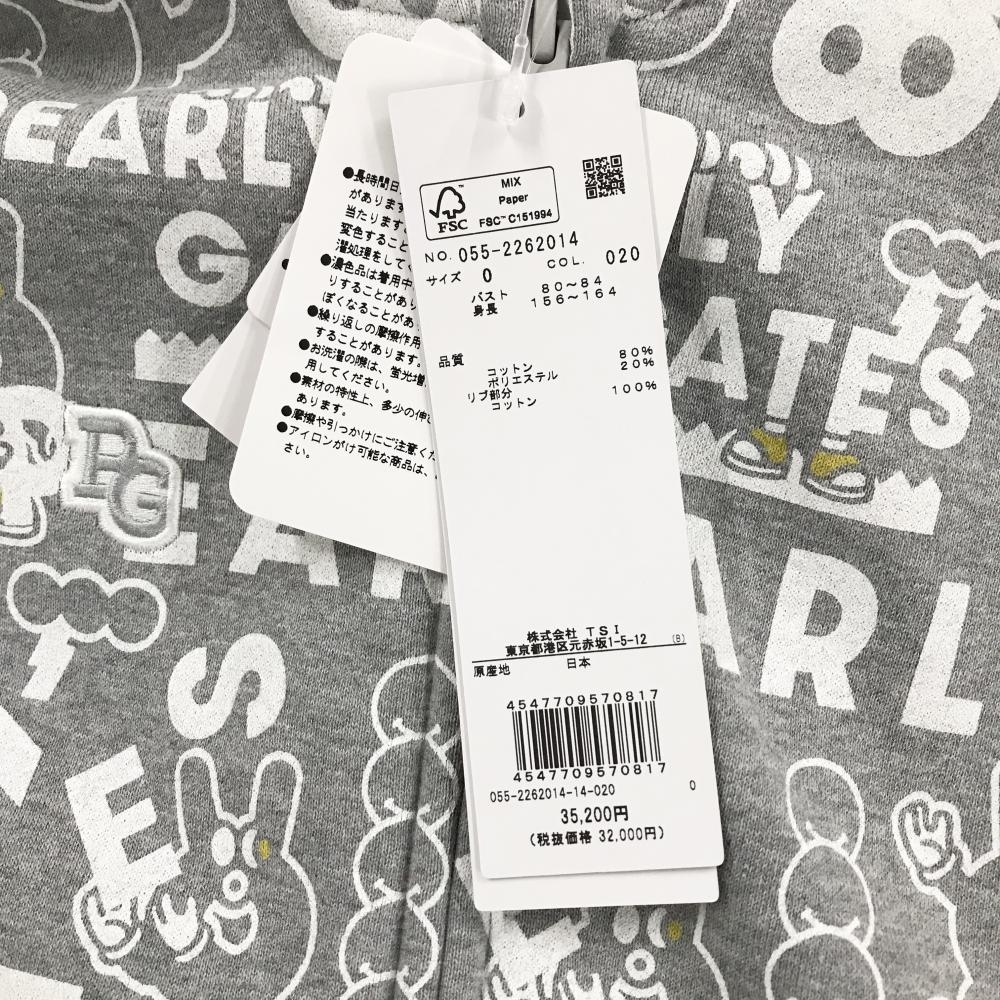 EARLY
G
LY
ATES
PG
EAR
ARL
ES
E
●長時間日
があります
当たります
変色すること
濯処理をして
●濃色品は着用中
りすることがあり
ぽくなることがあ
●繰り返しの摩擦作用
することがあります。
●お洗濯の際は、蛍光増
用してください。
●素材の特性上、多少の伸
あります。
●摩擦や引っかけにご注意く
●アイロンがけ可能な商品は、
さい。
FSC™
MIX
Paper
FSC™ C151994
NO. 055-2262014
サイズ 0 COL. 020
バスト 80〜84
身長 156〜164
品質
コットン 80%
ポリエステル 20%
リブ部分
コットン 100%
株式会社 TSI
東京都港区元赤坂1-5-12 (B)
原産地 日本
4547709570817
4547709570817
055-2262014-14-020 0
35,200円
(税抜価格 32,000円)